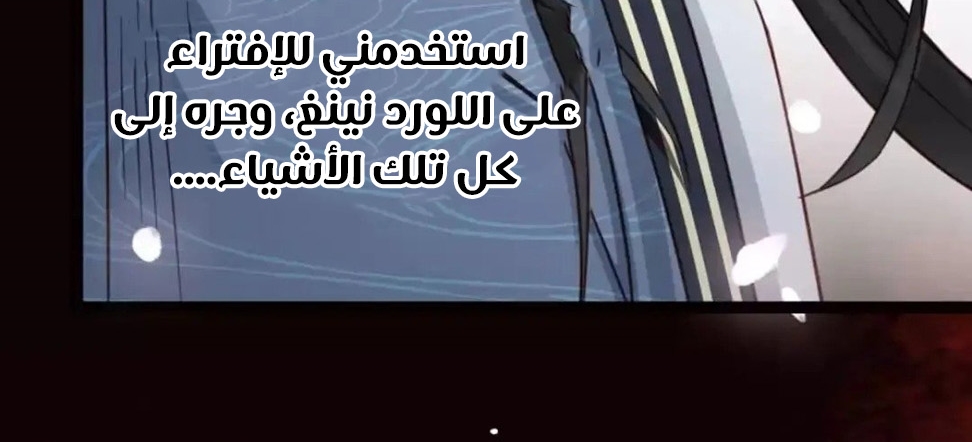 استخدمني للإفتراء
على اللورد نينغ، وجره إلى
كل تلك الأشياء....